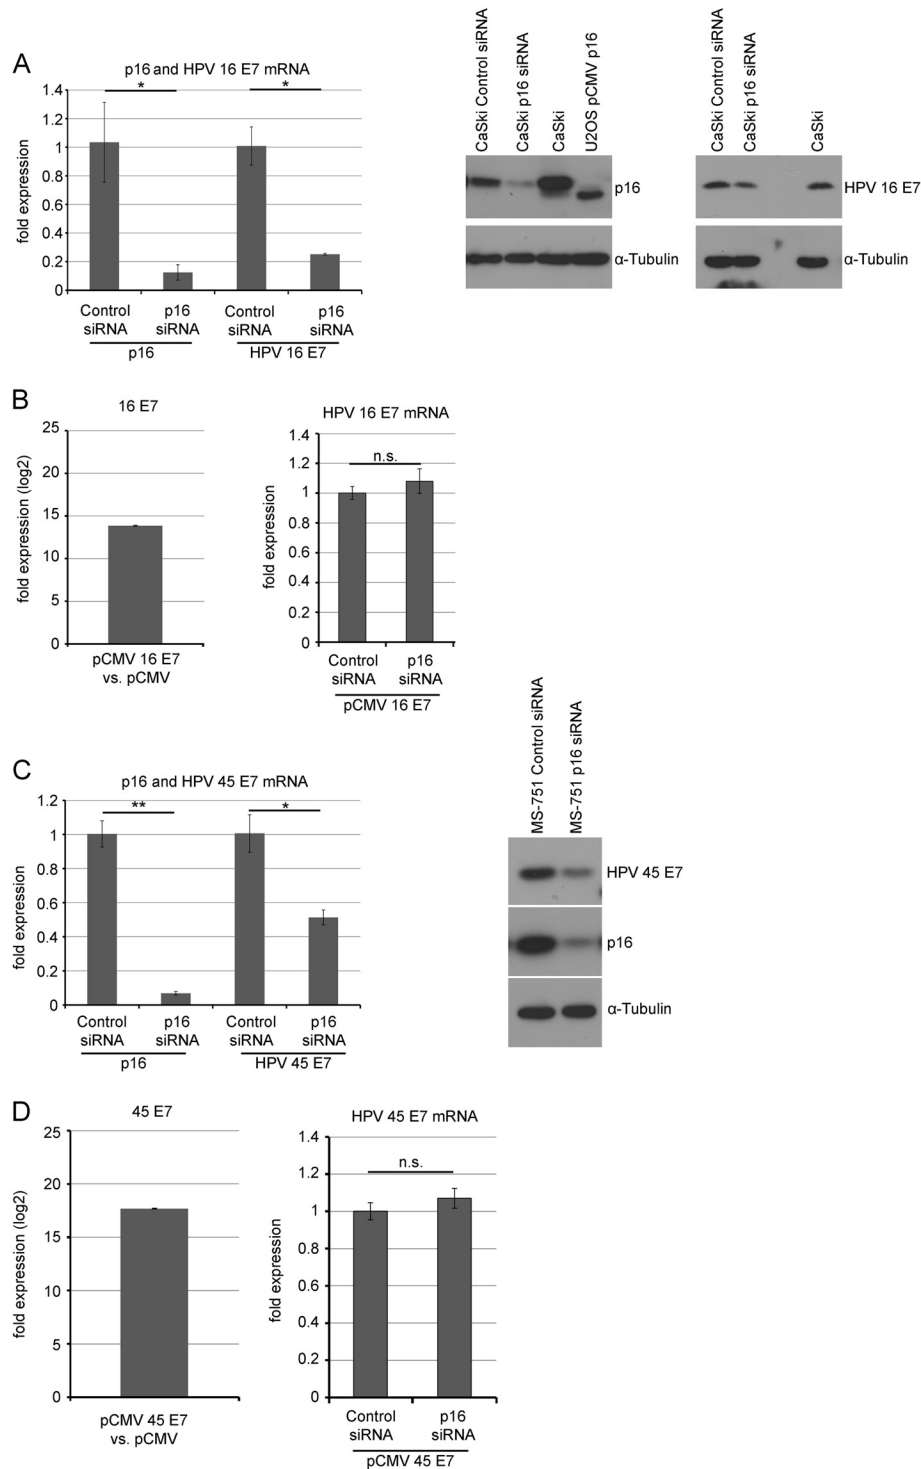 A
p16 and HPV 16 E7 mRNA
*
*
1.4
1.2
1
0.8
0.6
0.4
0.2
0
fold expression
Control siRNA
p16 siRNA
Control siRNA
p16 siRNA
p16
HPV 16 E7
CaSki Control siRNA
CaSki p16 siRNA
CaSki
U2OS pCMV p16
p16
α-Tubulin
CaSki Control siRNA
CaSki p16 siRNA
CaSki
HPV 16 E7
α-Tubulin
B
16 E7
25
20
15
10
5
0
fold expression (log2)
pCMV 16 E7
vs. pCMV
HPV 16 E7 mRNA
n.s.
1.4
1.2
1
0.8
0.6
0.4
0.2
0
fold expression
Control siRNA
p16 siRNA
pCMV 16 E7
C
p16 and HPV 45 E7 mRNA
**
*
1.2
1
0.8
0.6
0.4
0.2
0
fold expression
Control siRNA
p16 siRNA
Control siRNA
p16 siRNA
p16
HPV 45 E7
MS-751 Control siRNA
MS-751 p16 siRNA
HPV 45 E7
p16
α-Tubulin
D
45 E7
25
20
15
10
5
0
fold expression (log2)
pCMV 45 E7
vs. pCMV
HPV 45 E7 mRNA
n.s.
1.4
1.2
1
0.8
0.6
0.4
0.2
0
fold expression
Control siRNA
p16 siRNA
pCMV 45 E7